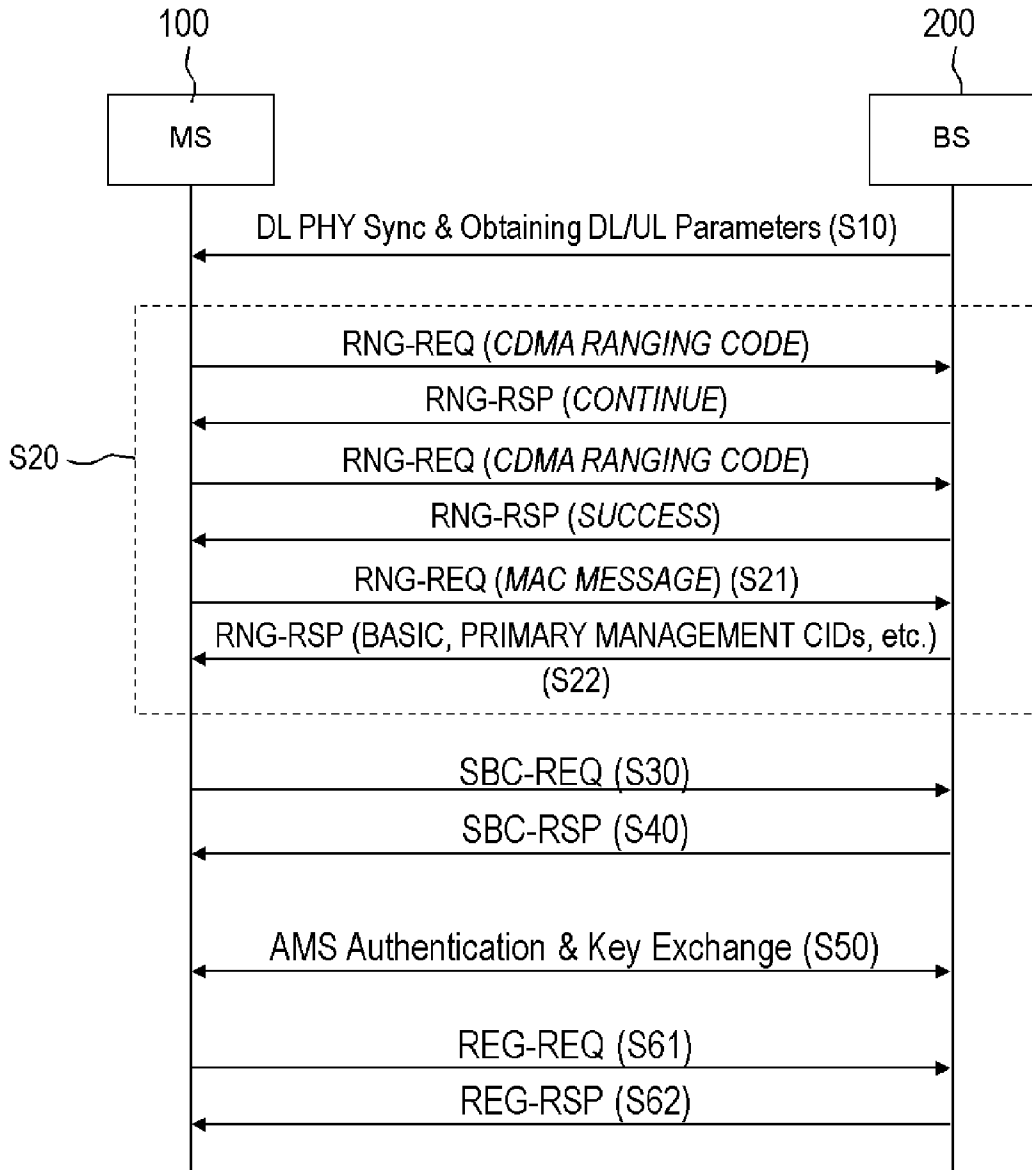 100
200
MS
BS
DL PHY Sync & Obtaining DL/UL Parameters (S10)
RNG-REQ (CDMA RANGING CODE)
RNG-RSP (CONTINUE)
S20
RNG-REQ (CDMA RANGING CODE)
RNG-RSP (SUCCESS)
RNG-REQ (MAC MESSAGE) (S21)
RNG-RSP (BASIC, PRIMARY MANAGEMENT CIDs, etc.)
(S22)
SBC-REQ (S30)
SBC-RSP (S40)
AMS Authentication & Key Exchange (S50)
REG-REQ (S61)
REG-RSP (S62)